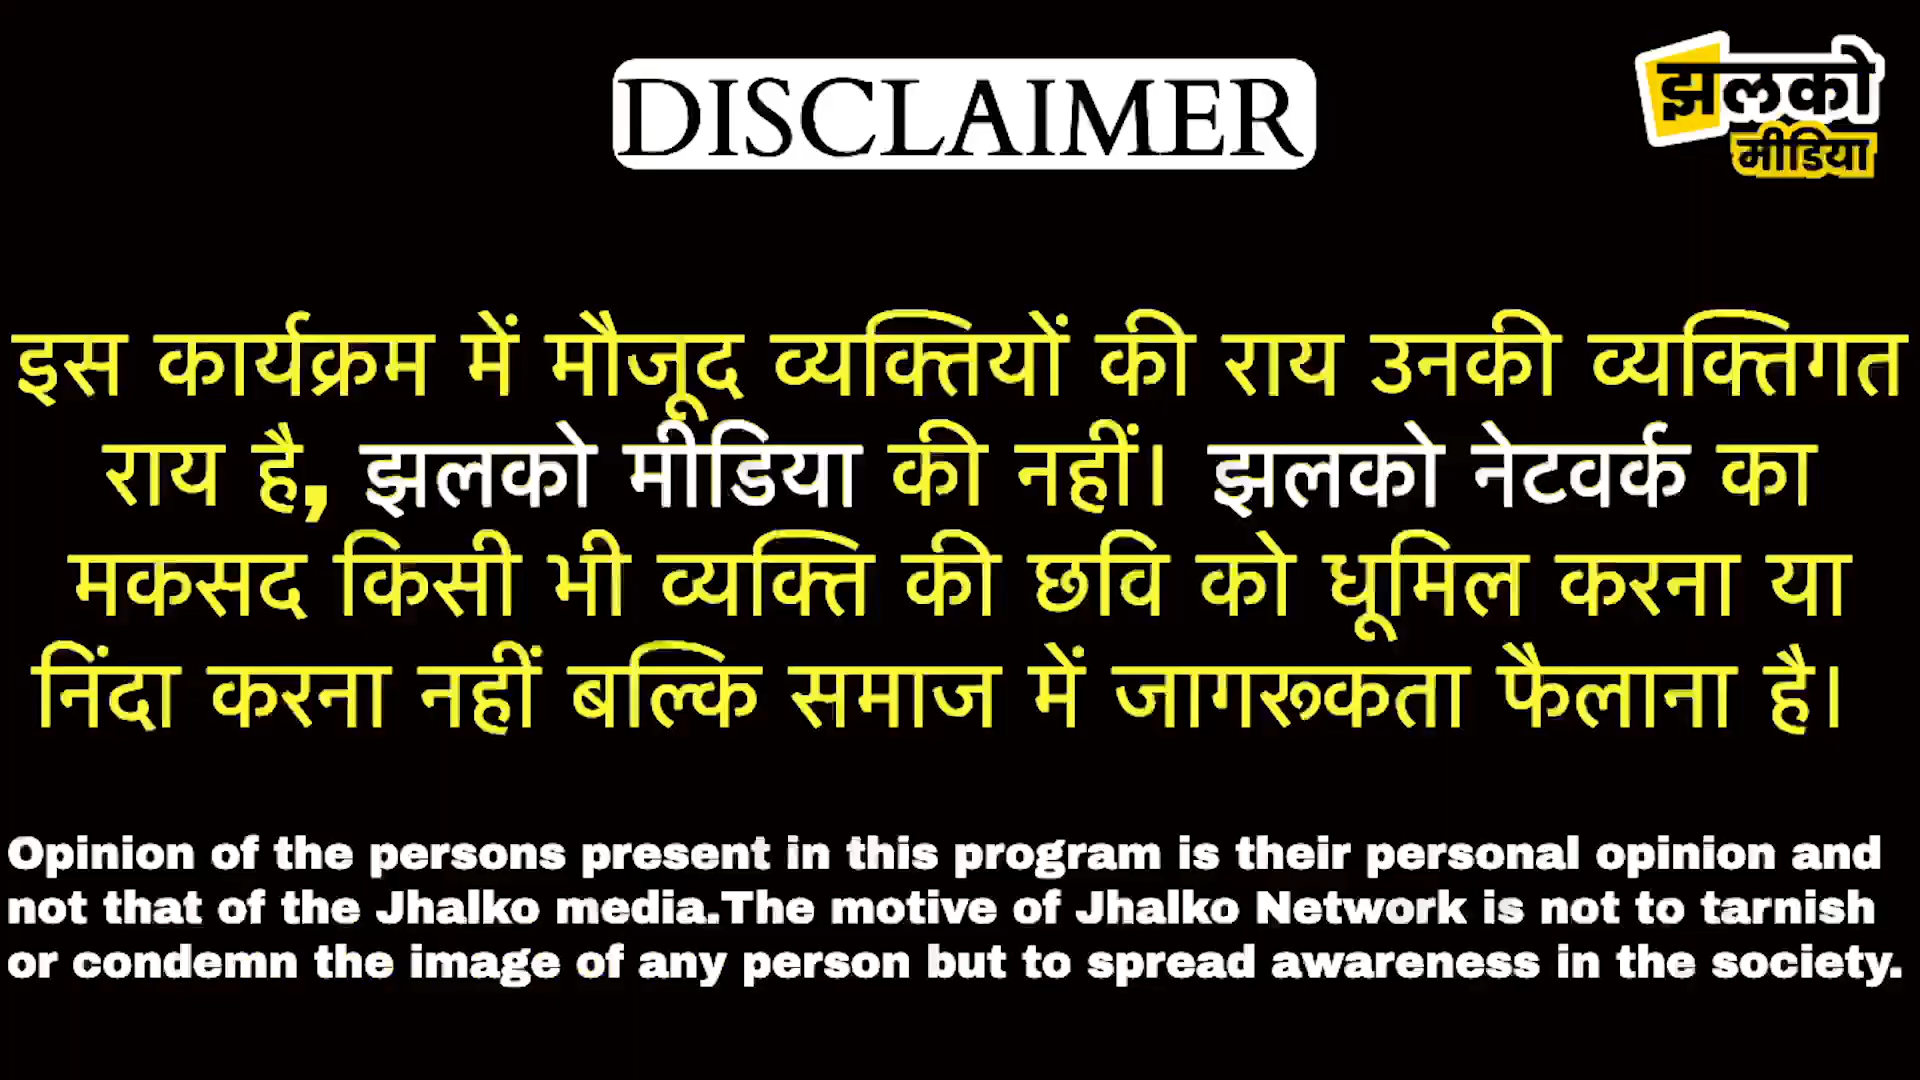 DISCLAIMER
झलको
मीडिया
इस कार्यक्रम में मौजूद व्यक्तियों की राय उनकी व्यक्तिगत
राय है, झलको मीडिया की नहीं। झलको नेटवर्क का
मकसद किसी भी व्यक्ति की छवि को धूमिल करना या
निंदा करना नहीं बल्कि समाज में जागरूकता फैलाना है।
Opinion of the persons present in this program is their personal opinion and
not that of the Jhalko media.The motive of Jhalko Network is not to tarnish
or condemn the image of any person but to spread awareness in the society.